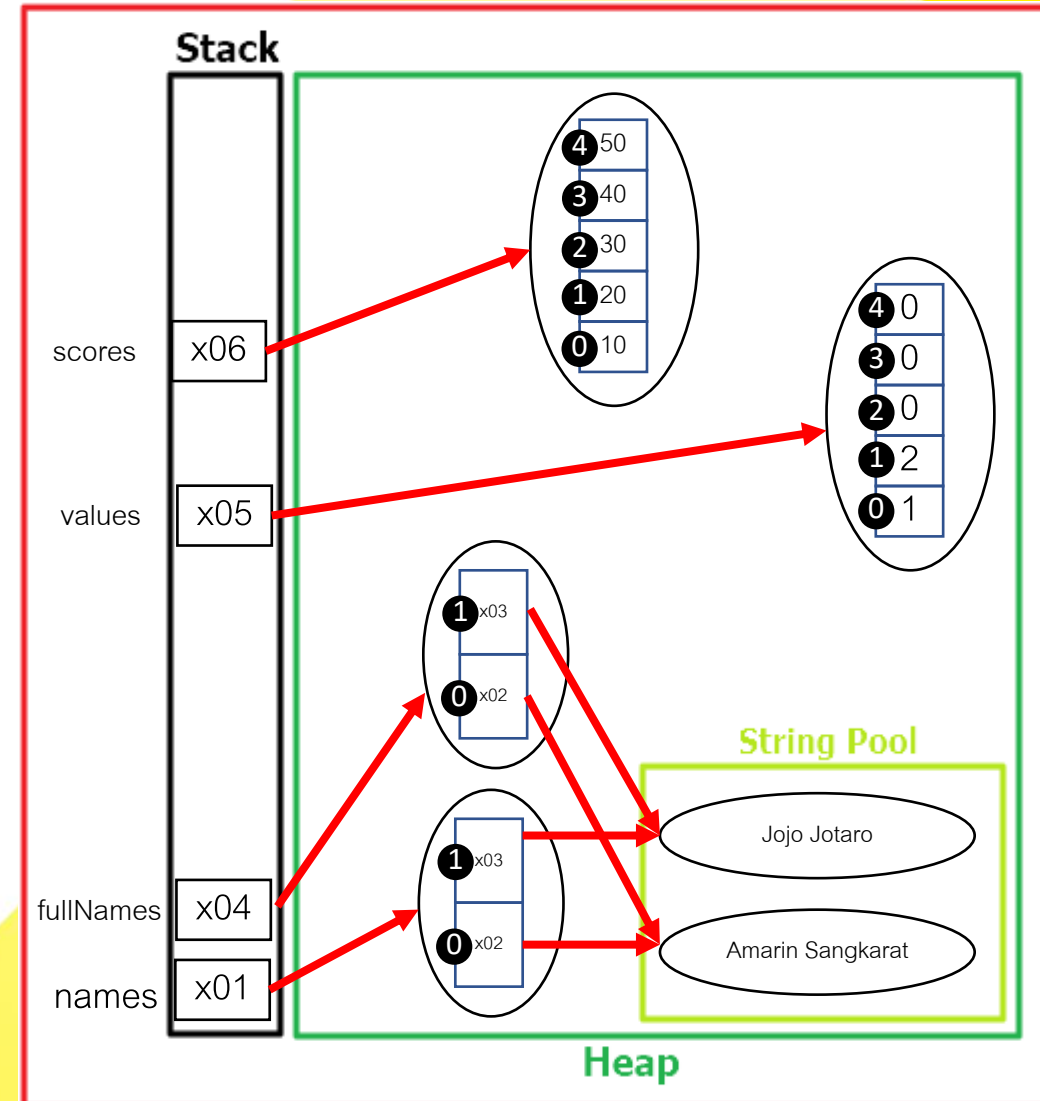 Stack
4 50
3 40
2 30
1 20
0 10
scores
x06
4 0
3 0
2 0
1 2
0 1
values
x05
1 x03
0 x02
String Pool
Jojo Jotaro
1 x03
fullNames
x04
0 x02
Amarin Sangkarat
names
x01
Heap